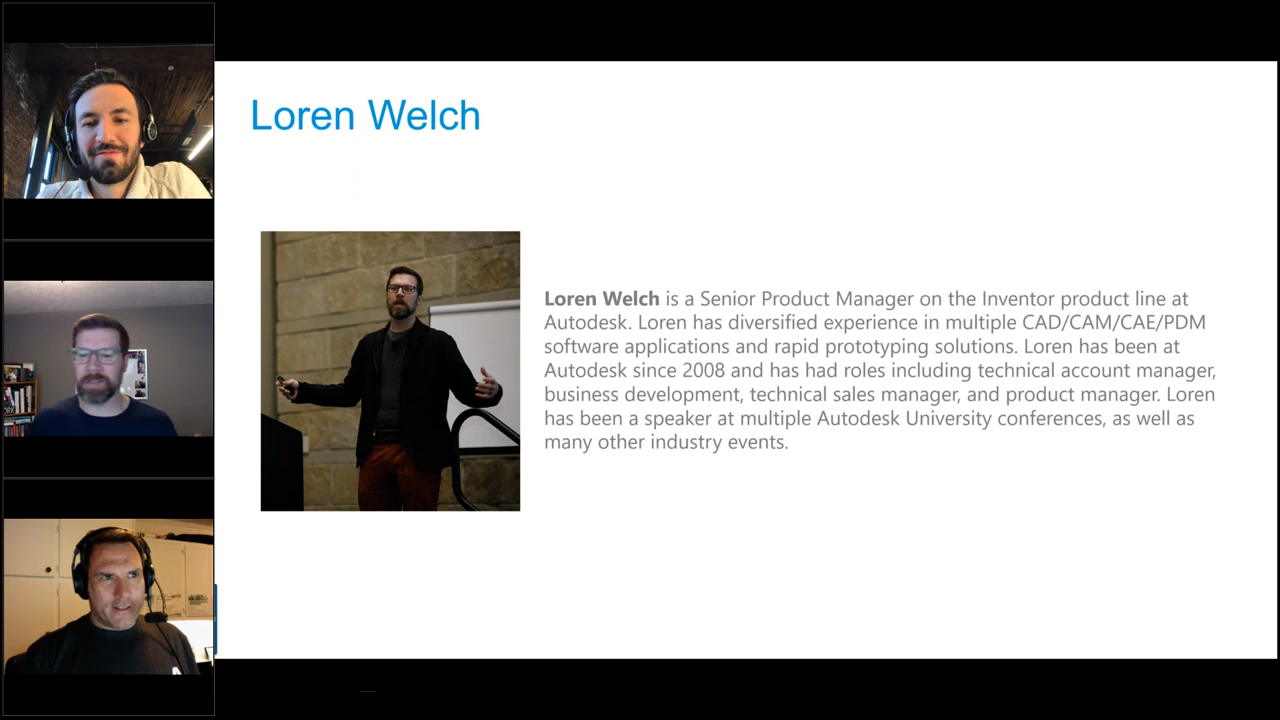 Loren Welch
Loren Welch is a Senior Product Manager on the Inventor product line at
Autodesk. Loren has diversified experience in multiple CAD/CAM/CAE/PDM
software applications and rapid prototyping solutions. Loren has been at
Autodesk since 2008 and has had roles including technical account manager,
business development, technical sales manager, and product manager. Loren
has been a speaker at multiple Autodesk University conferences, as well as
many other industry events.